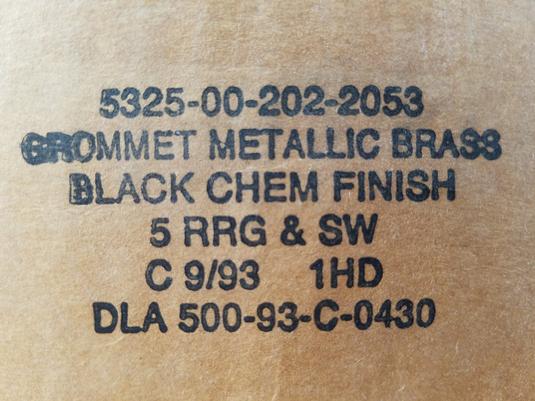 5325-00-202-2053
GROMMET METALLIC BRASS
BLACK CHEM FINISH
5 RRG & SW
C 9/93 1HD
DLA 500-93-C-0430